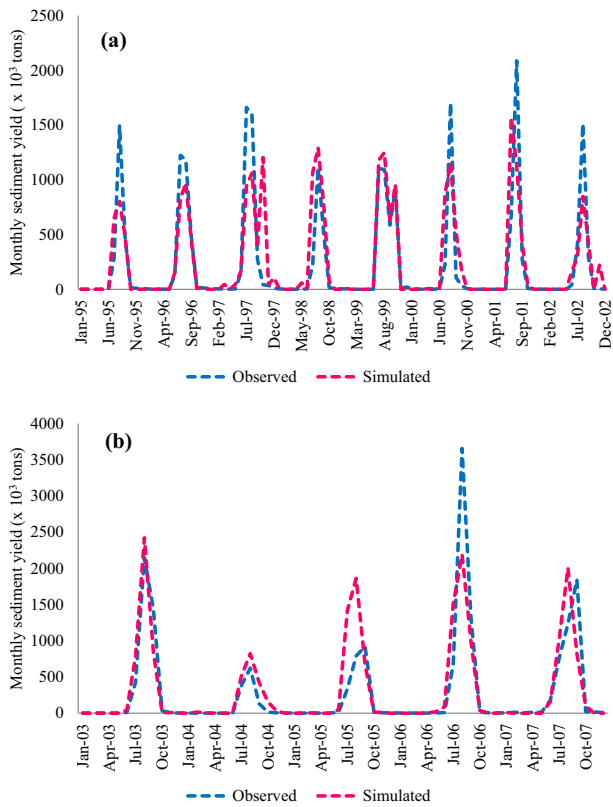 (a)
Monthly sediment yield ( x 10³ tons)
2500
2000
1500
1000
500
0
Jan-95
Jun-95
Nov-95
Apr-96
Sep-96
Feb-97
Jul-97
Dec-97
May-98
Oct-98
Mar-99
Aug-99
Jan-00
Jun-00
Nov-00
Apr-01
Sep-01
Feb-02
Jul-02
Dec-02
Observed Simulated
(b)
Monthly sediment yield (x 10³ tons)
4000
3500
3000
2500
2000
1500
1000
500
0
Jan-03
Apr-03
Jul-03
Oct-03
Jan-04
Apr-04
Jul-04
Oct-04
Jan-05
Apr-05
Jul-05
Oct-05
Jan-06
Apr-06
Jul-06
Oct-06
Jan-07
Apr-07
Jul-07
Oct-07
Observed Simulated